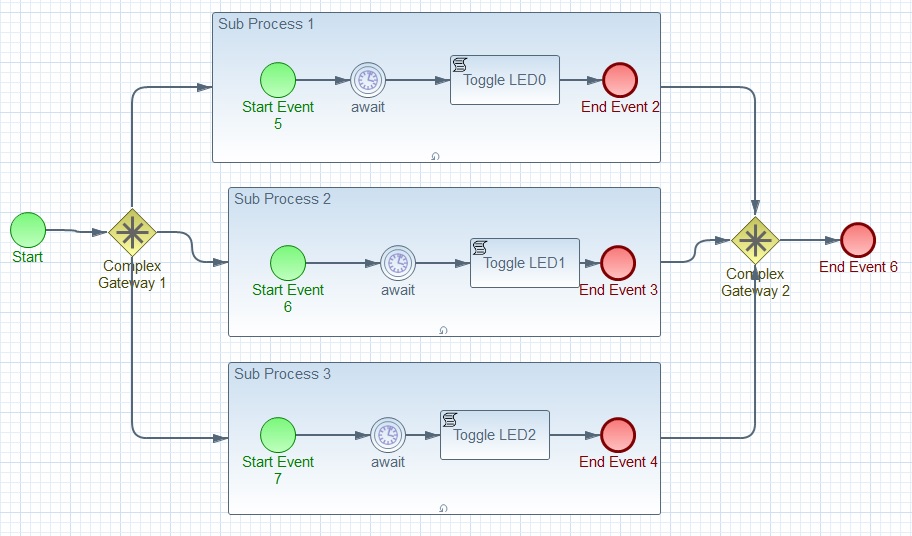 Sub Process 1
Start Event
5
await
Toggle LED0
End Event 2
Sub Process 2
Start Event
6
await
Toggle LED1
End Event 3
Start
Complex
Gateway 1
Complex
Gateway 2
End Event 6
Sub Process 3
Start Event
7
await
Toggle LED2
End Event 4